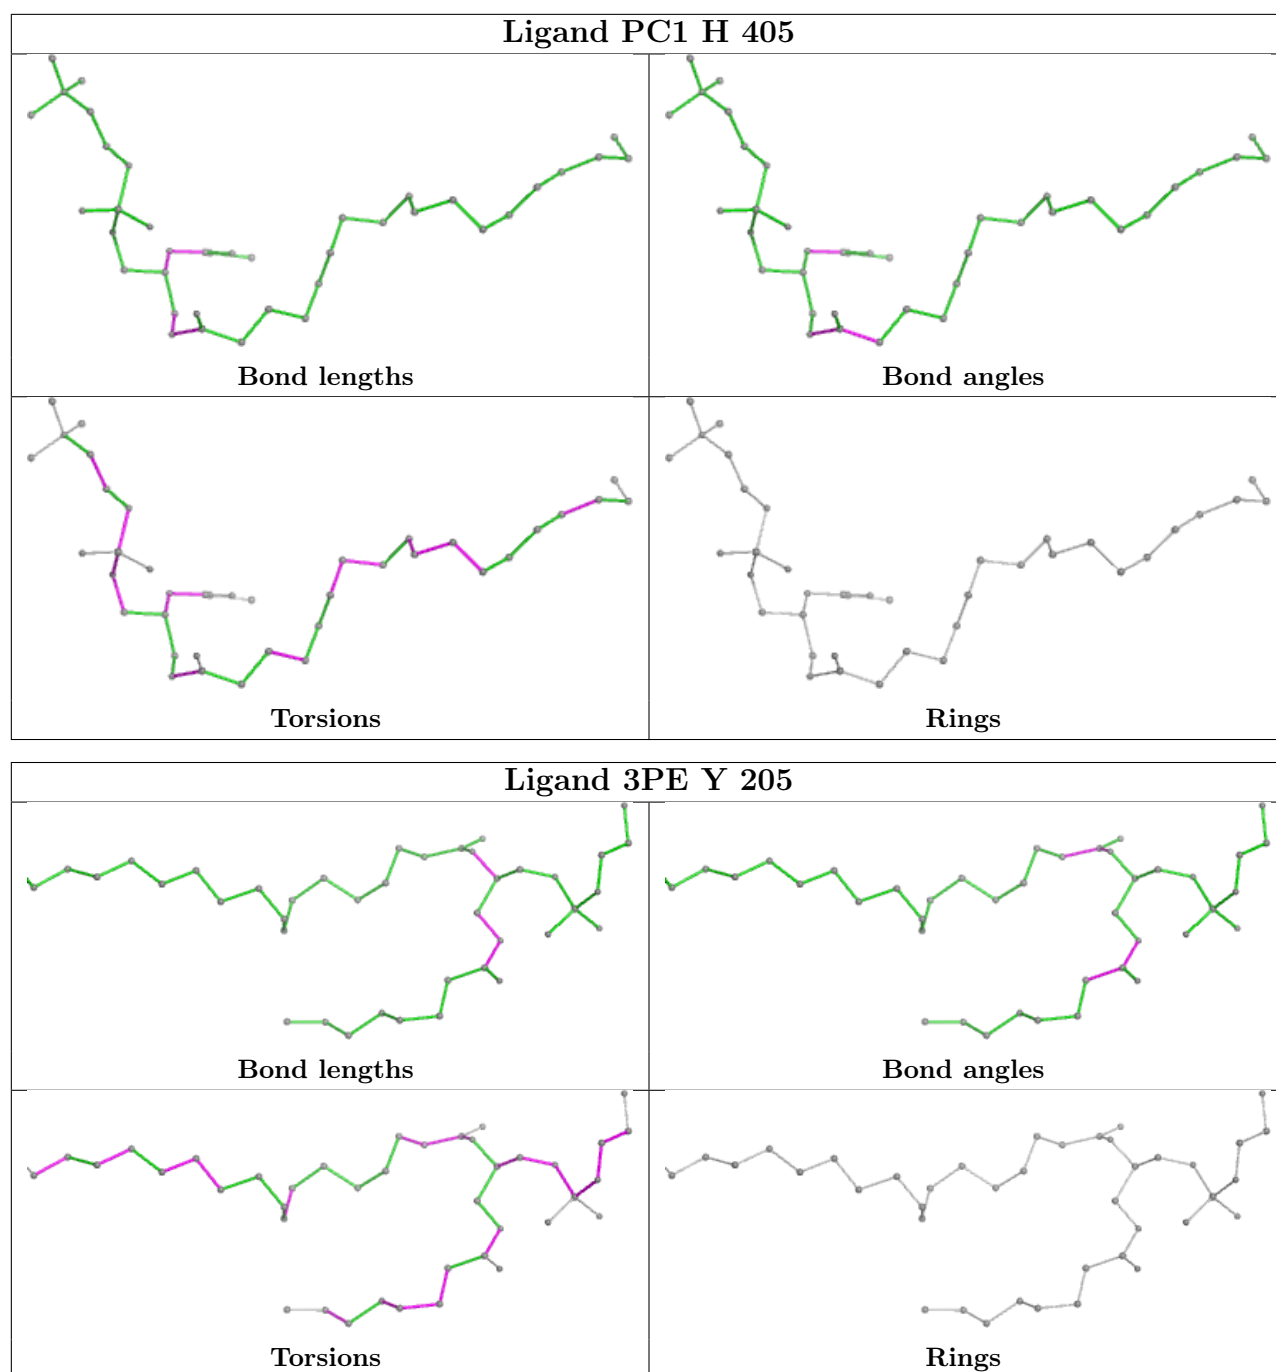 Ligand PC1 H 405
Bond lengths
Bond angles
Torsions
Rings
Ligand 3PE Y 205
Bond lengths
Bond angles
Torsions
Rings